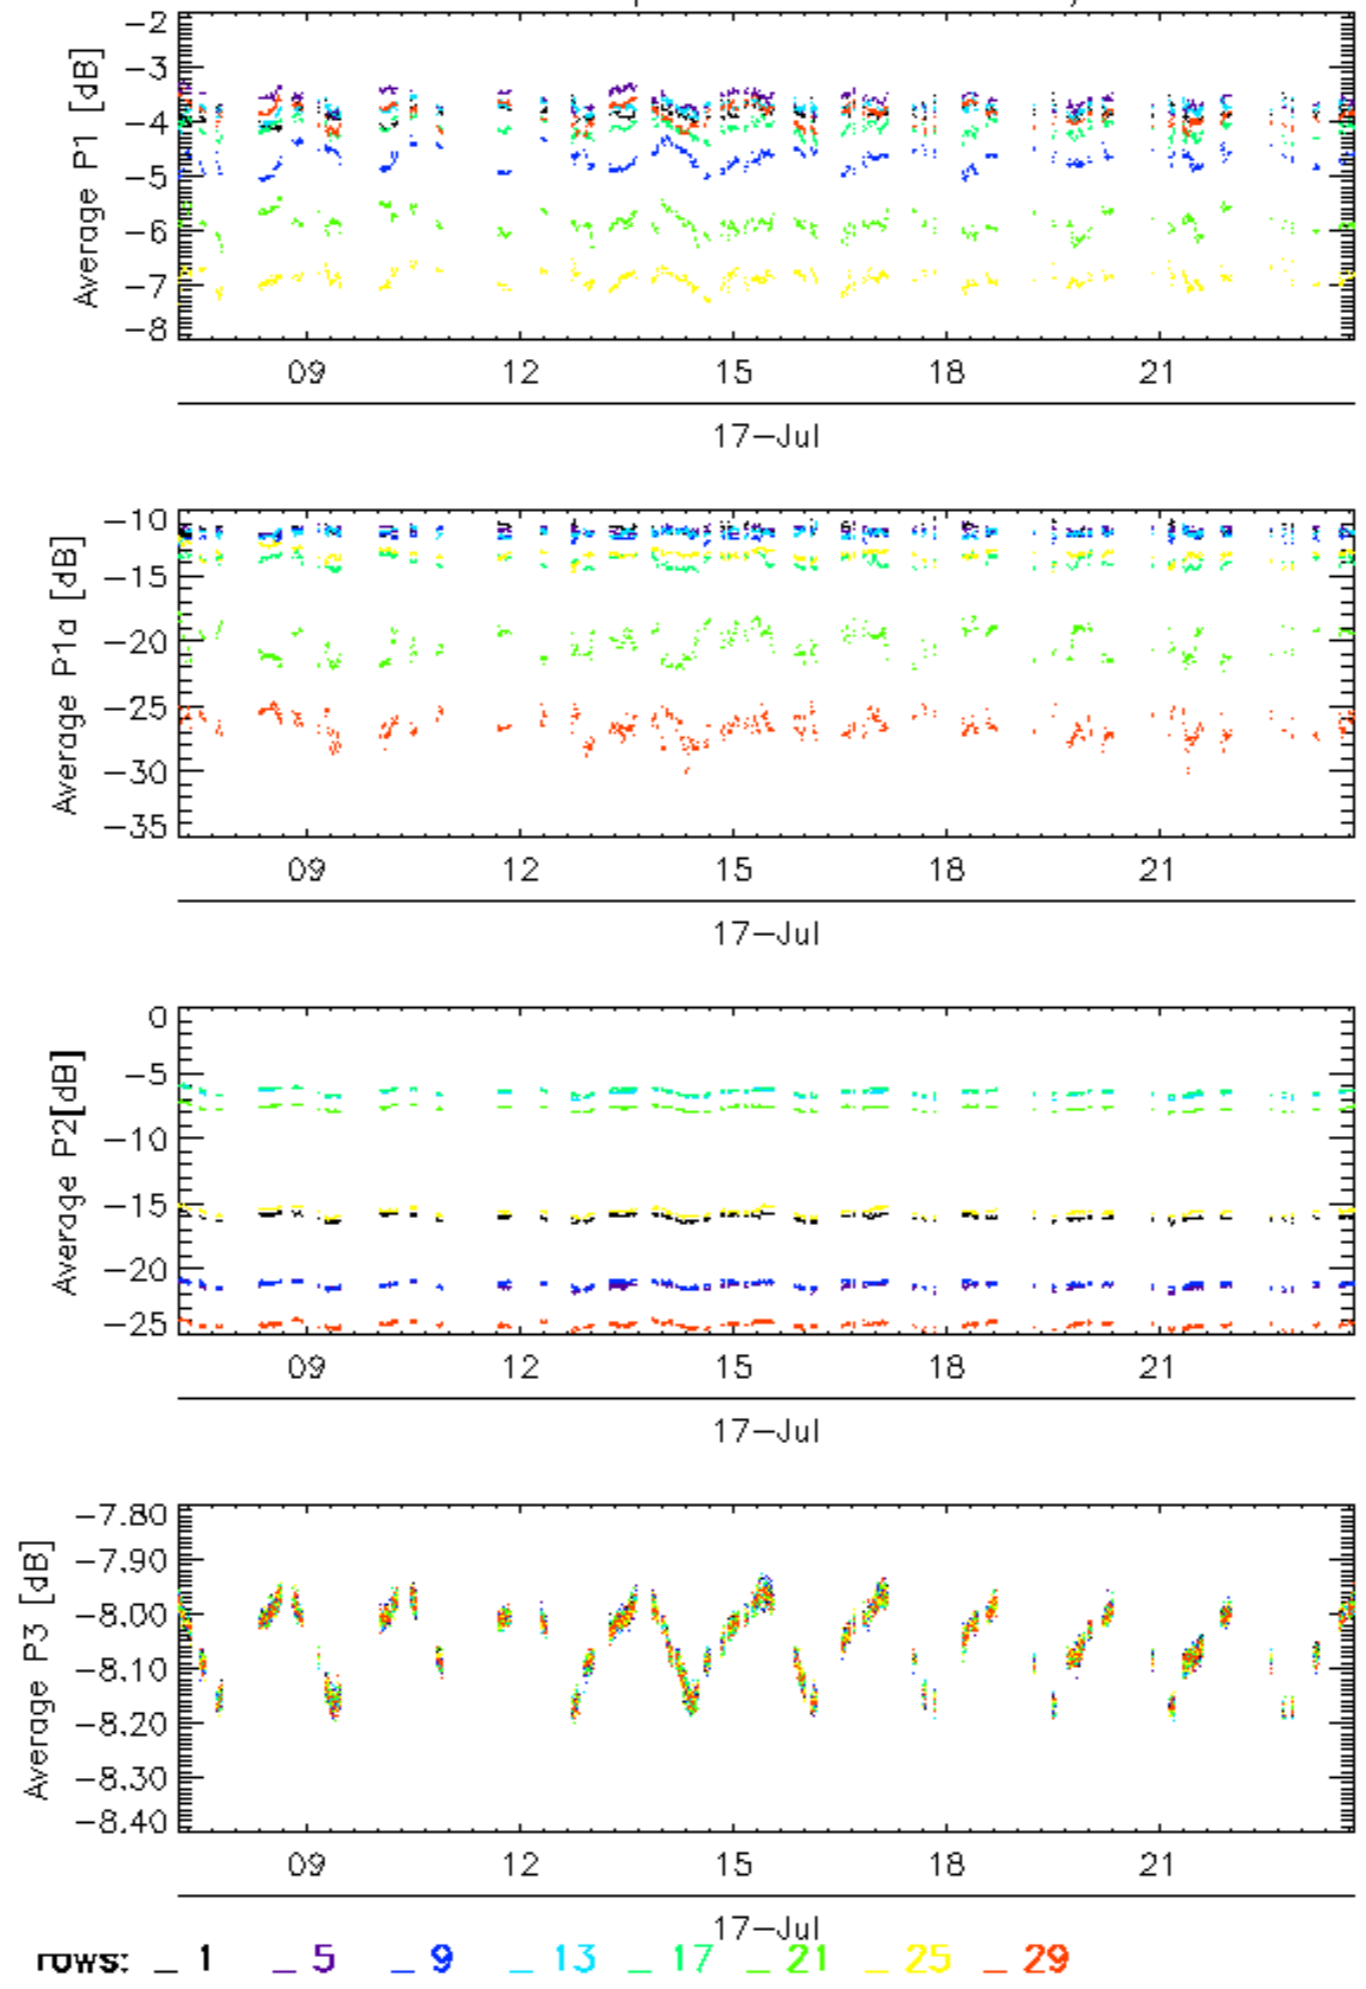 Average P1 [dB]
-2
-3
-4
-5
-6
-7
-8
09 12 15 18 21
17-Jul
Average P1a [dB]
-10
-15
-20
-25
-30
-35
09 12 15 18 21
17-Jul
Average P2[dB]
0
-5
-10
-15
-20
-25
09 12 15 18 21
17-Jul
Average P3 [dB]
-7.80
-7.90
-8.00
-8.10
-8.20
-8.30
-8.40
09 12 15 18 21
17-Jul
rows: _ 1 _ 5 _ 9 _ 13 _ 17 _ 21 _ 25 _ 29